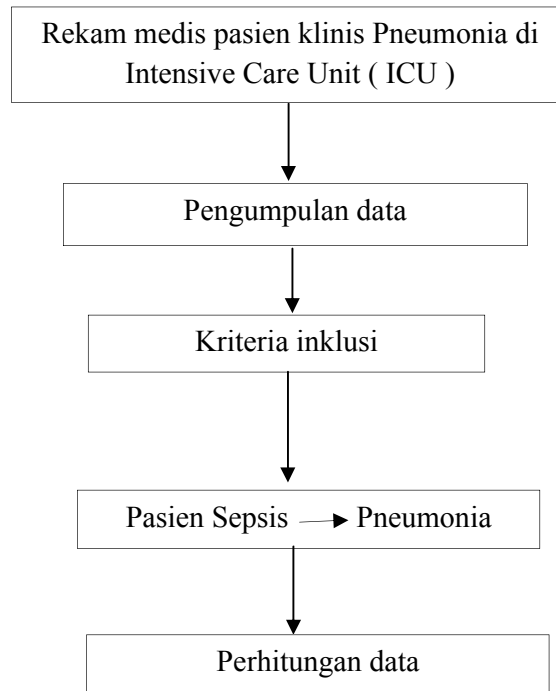 Rekam medis pasien klinis Pneumonia di
Intensive Care Unit ( ICU )
Pengumpulan data
Kriteria inklusi
Pasien Sepsis Pneumonia
Perhitungan data